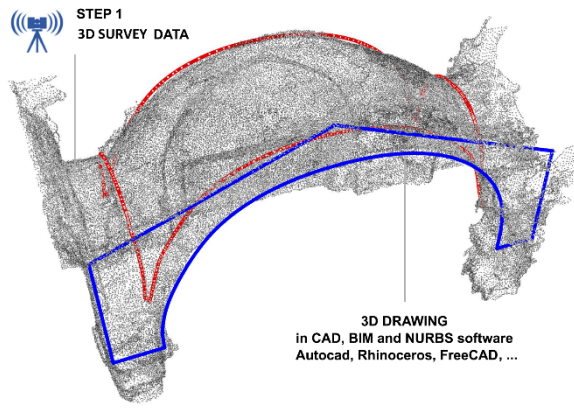 STEP 1
3D SURVEY DATA
3D DRAWING
in CAD, BIM and NURBS software
Autocad, Rhinoceros, FreeCAD, ...